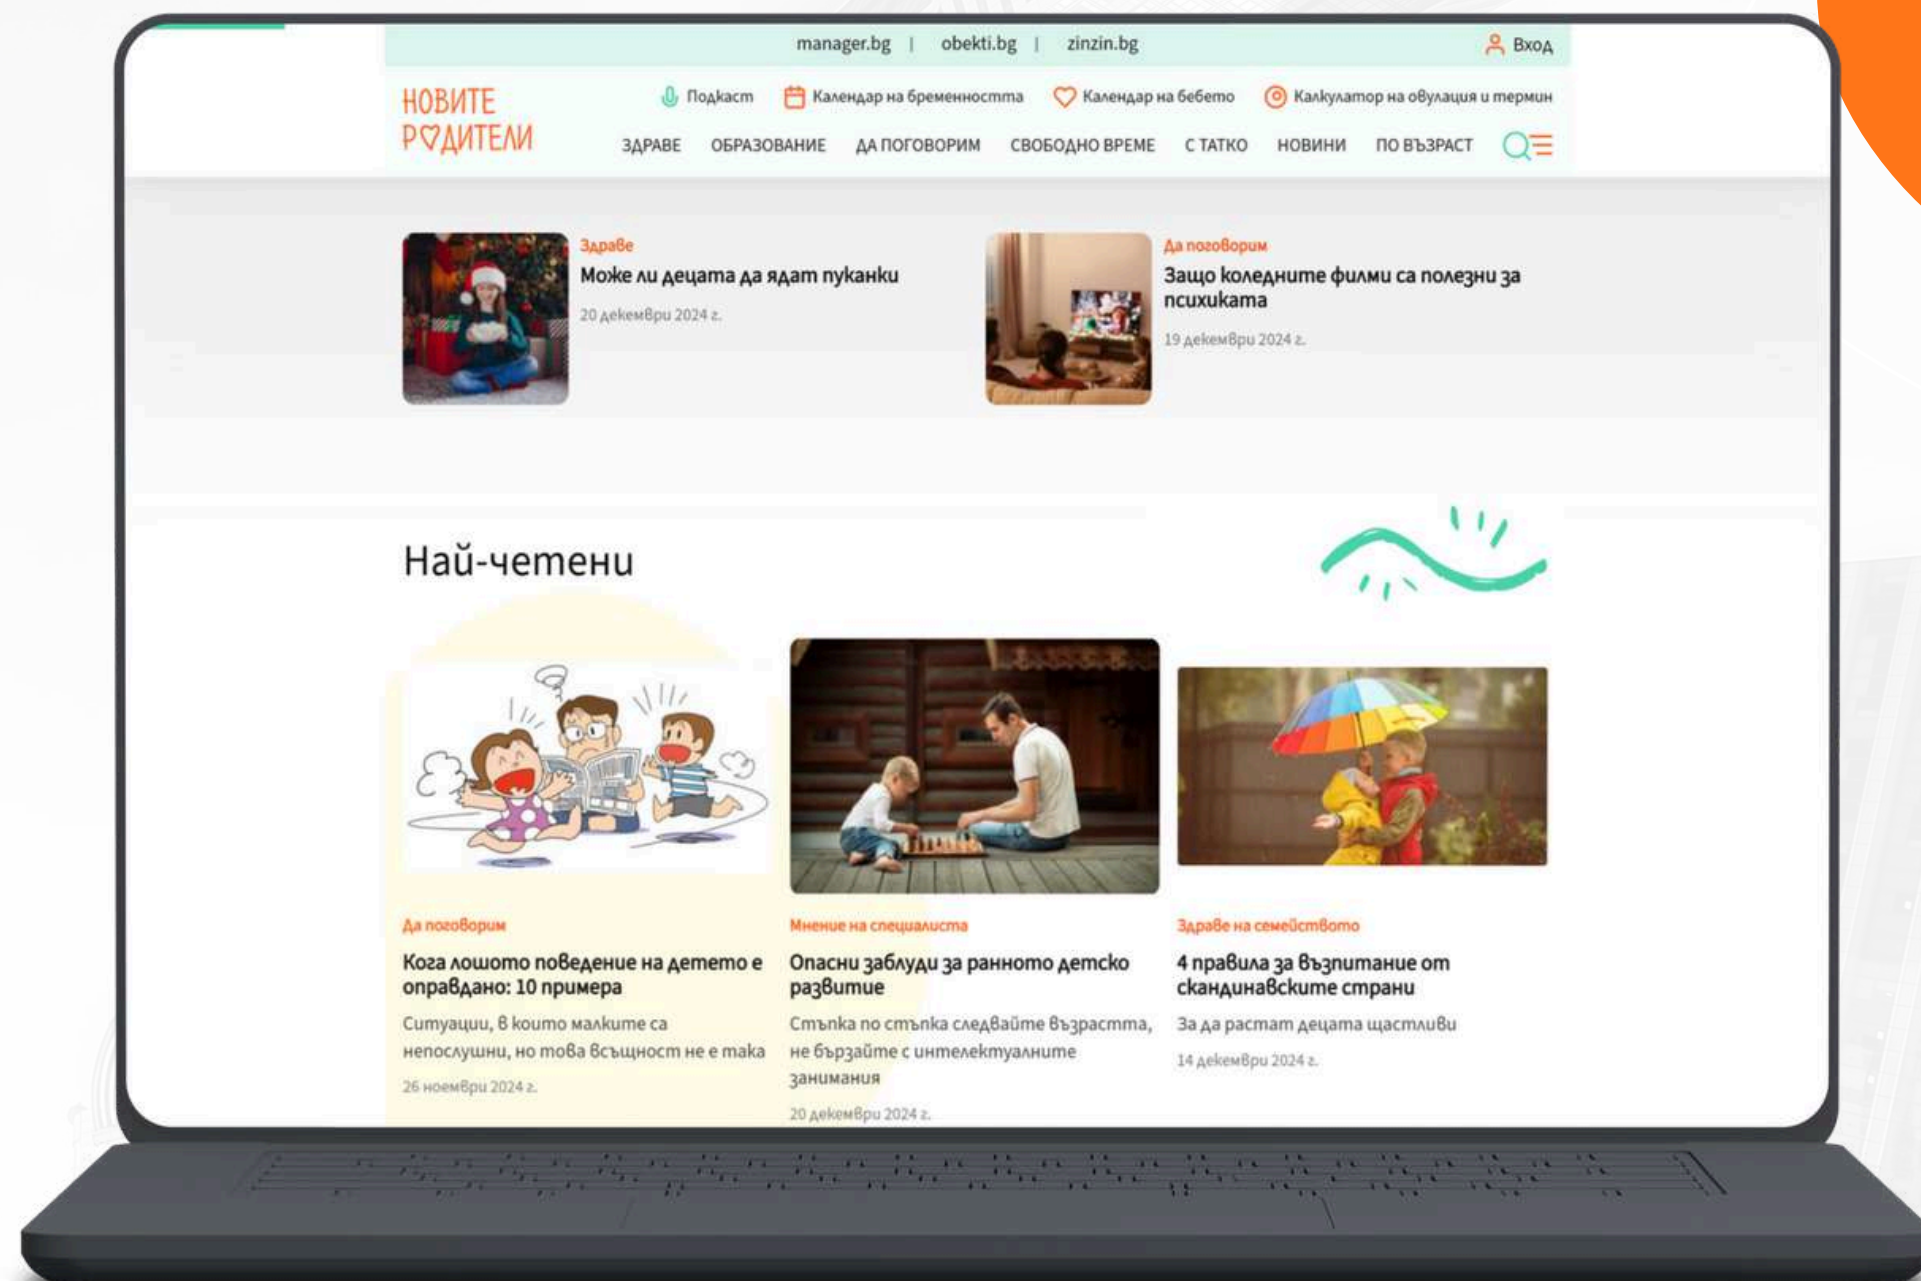 manager.bg | obekti.bg | zinzin.bg
Вход
НОВИТЕ
РОДИТЕЛИ
Подкаст Календар на бременността Календар на бебето Калкулатор на овулация и термин
ЗДРАВЕ ОБРАЗОВАНИЕ ДА ПОГОВОРИМ СВОБОДНО ВРЕМЕ С ТАТКО НОВИНИ ПО ВЪЗРАСТ
Здраве
Може ли децата да ядат пуканки
20 декември 2024 г.
Да поговорим
Защо коледните филми са полезни за
психиката
19 декември 2024 г.
Най-четени
Да поговорим
Кога лошото поведение на детето е
оправдано: 10 примера
Ситуации, в които малките са
непослушни, но това всъщност не е така
26 ноември 2024 г.
Мнение на специалиста
Опасни заблуди за ранното детско
развитие
Стъпка по стъпка следвайте възрастта,
не бързайте с интелектуалните
занимания
20 декември 2024 г.
Здраве на семейството
4 правила за възпитание от
скандинавските страни
За да растат децата щастливи
14 декември 2024 г.